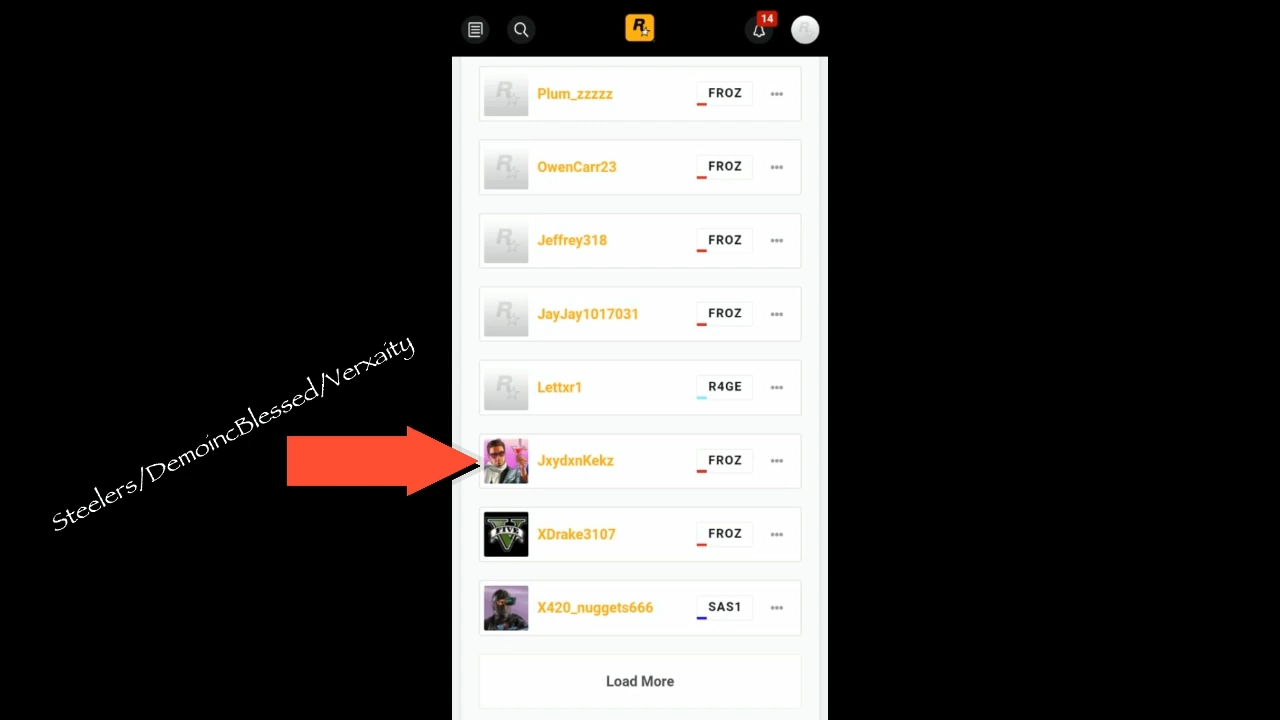 14
Plum_zzzzz FROZ
OwenCarr23 FROZ
Jeffrey318 FROZ
JayJay1017031 FROZ
Lettxr1 R4GE
Steelers/DemoincBlessed/Verxaity
JxydxnKekz FROZ
V FIVE
XDrake3107 FROZ
X420_nuggets666 SAS1
Load More